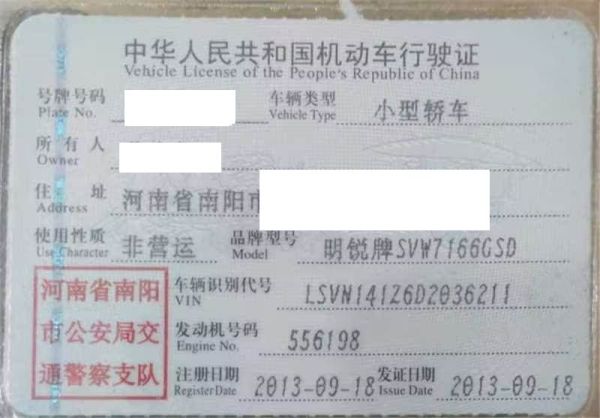 中华人民共和国机动车行驶证
Vehicle License of the People's Republic of China
号牌号码 车辆类型 小型轿车
Plate No. Vehicle Type
所有人
Owner
住址 河南省南阳市
Address
使用性质 非营运 品牌型号 明锐牌SVW7166GSD
Use Character Model
河南省南阳 车辆识别代号 LSVN141Z6D2036211
VIN
市公安局交 发动机号码 556198
Engine No.
通警察支队 注册日期 2013-09-18 发证日期 2013-09-18
Register Date Issue Date